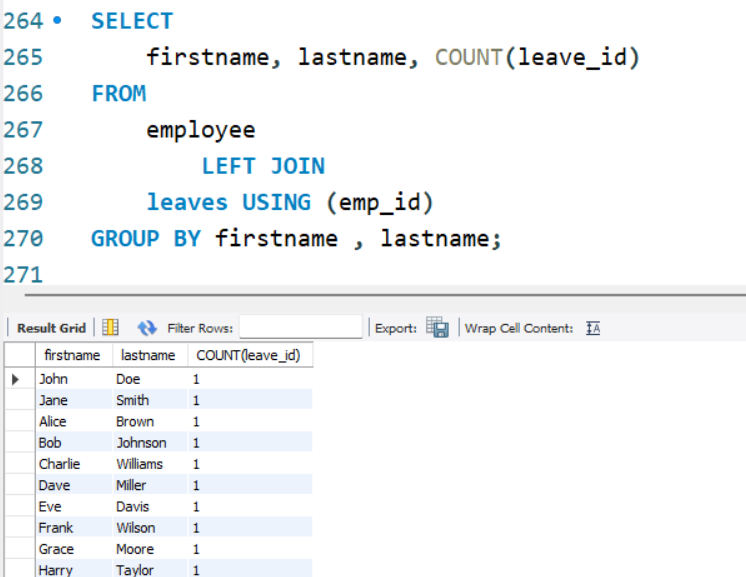 264 SELECT
265 firstname, lastname, COUNT(leave_id)
266 FROM
267 employee
268 LEFT JOIN
269 leaves USING (emp_id)
270 GROUP BY firstname , lastname;
271
Result Grid Filter Rows: Export: Wrap Cell Content: IA
firstname lastname COUNT(leave_id)
John Doe 1
Jane Smith 1
Alice Brown 1
Bob Johnson 1
Charlie Williams 1
Dave Miller 1
Eve Davis 1
Frank Wilson 1
Grace Moore 1
Harry Taylor 1